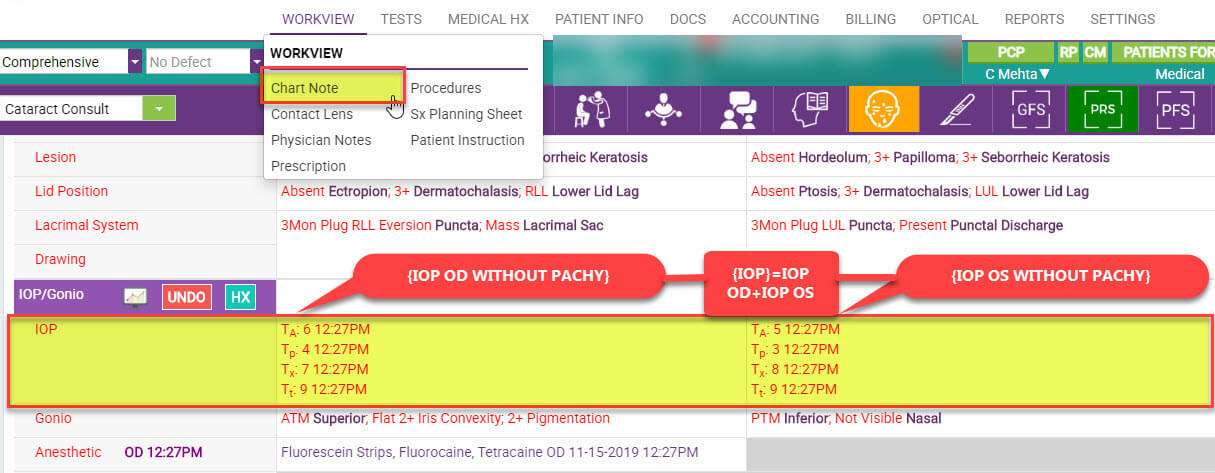 WORKVIEW TESTS MEDICAL HX PATIENT INFO DOCS ACCOUNTING BILLING OPTICAL REPORTS SETTINGS
WORKVIEW
Chart Note Procedures
Contact Lens Sx Planning Sheet
Physician Notes Patient Instruction
Prescription
Comprehensive No Defect PCP RP CM PATIENTS FOR
C Mehta▼ Medical
Cataract Consult GFS PRS PFS
Lesion orrheic Keratosis Absent Hordeolum; 3+ Papilloma; 3+ Seborrheic Keratosis
Lid Position Absent Ectropion; 3+ Dermatochalasis; RLL Lower Lid Lag Absent Ptosis; 3+ Dermatochalasis; LUL Lower Lid Lag
Lacrimal System 3Mon Plug RLL Eversion Puncta; Mass Lacrimal Sac 3Mon Plug LUL Puncta; Present Punctal Discharge
Drawing
{IOP OD WITHOUT PACHY} {IOP}=IOP OD+IOP OS {IOP OS WITHOUT PACHY}
IOP/Gonio UNDO HX
IOP TA: 6 12:27PM TA: 5 12:27PM
Tp: 4 12:27PM Tp: 3 12:27PM
Tx: 7 12:27PM Tx: 8 12:27PM
Tt: 9 12:27PM Tt: 9 12:27PM
Gonio ATM Superior; Flat 2+ Iris Convexity; 2+ Pigmentation PTM Inferior; Not Visible Nasal
Anesthetic OD 12:27PM Fluorescein Strips, Fluorocaine, Tetracaine OD 11-15-2019 12:27PM